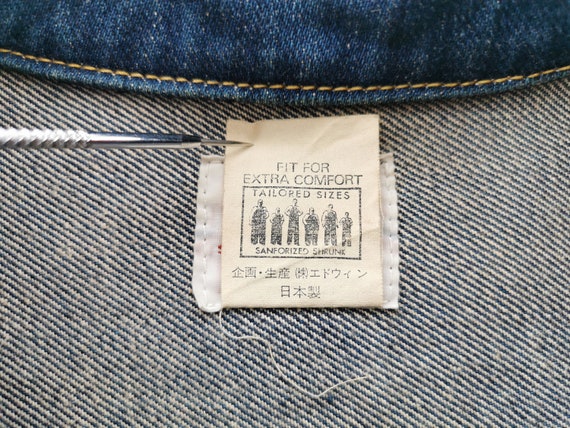 FIT FOR
EXTRA COMFORT
TAILORED SIZES
SANFORIZED SHRUNK
企画・生産 ㈱エドウィン
日本製